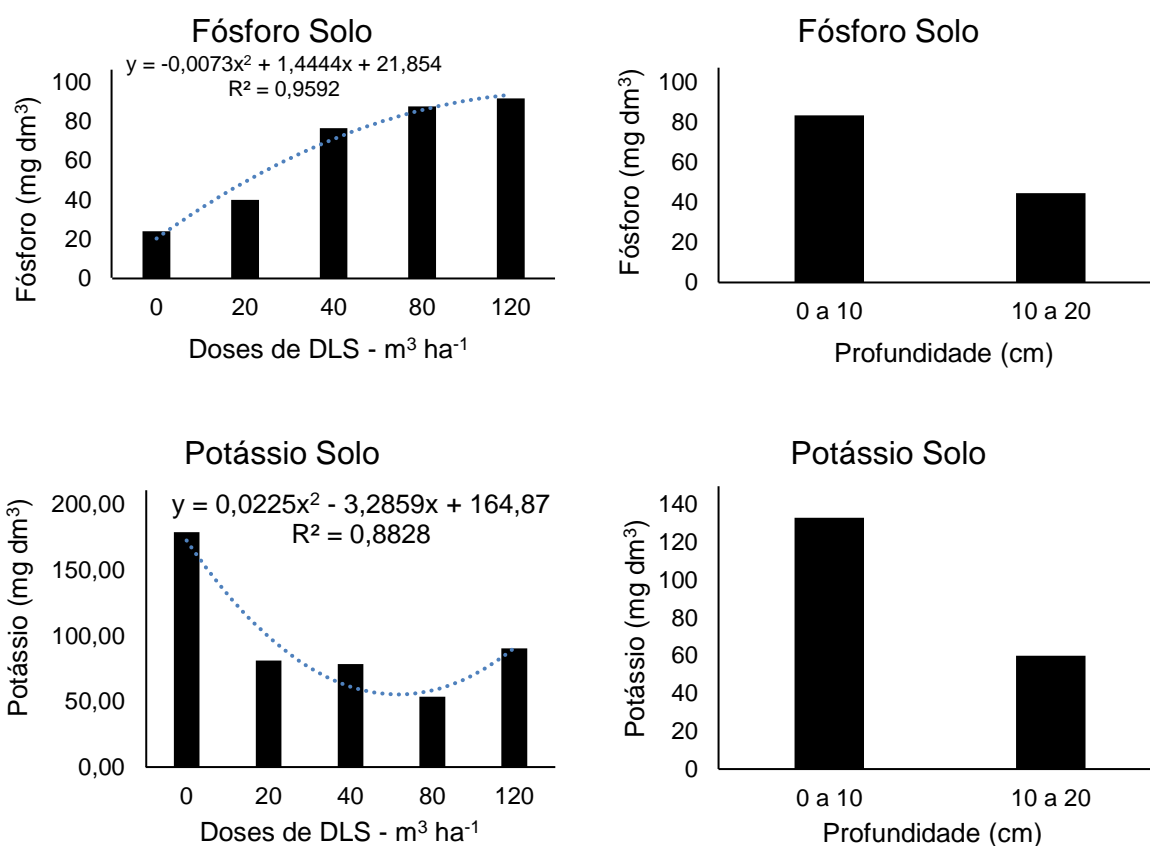 Fósforo Solo
y = -0,0073x² + 1,4444x + 21,854
R² = 0,9592
Fósforo (mg dm³)
100
80
60
40
20
0
0 20 40 80 120
Doses de DLS - m³ ha⁻¹
Fósforo Solo
Fósforo (mg dm³)
100
80
60
40
20
0
0 a 10 10 a 20
Profundidade (cm)
Potássio Solo
y = 0,0225x² - 3,2859x + 164,87
R² = 0,8828
Potássio (mg dm³)
200,00
150,00
100,00
50,00
0,00
0 20 40 80 120
Doses de DLS - m³ ha⁻¹
Potássio Solo
Potássio (mg dm³)
140
120
100
80
60
40
20
0
0 a 10 10 a 20
Profundidade (cm)